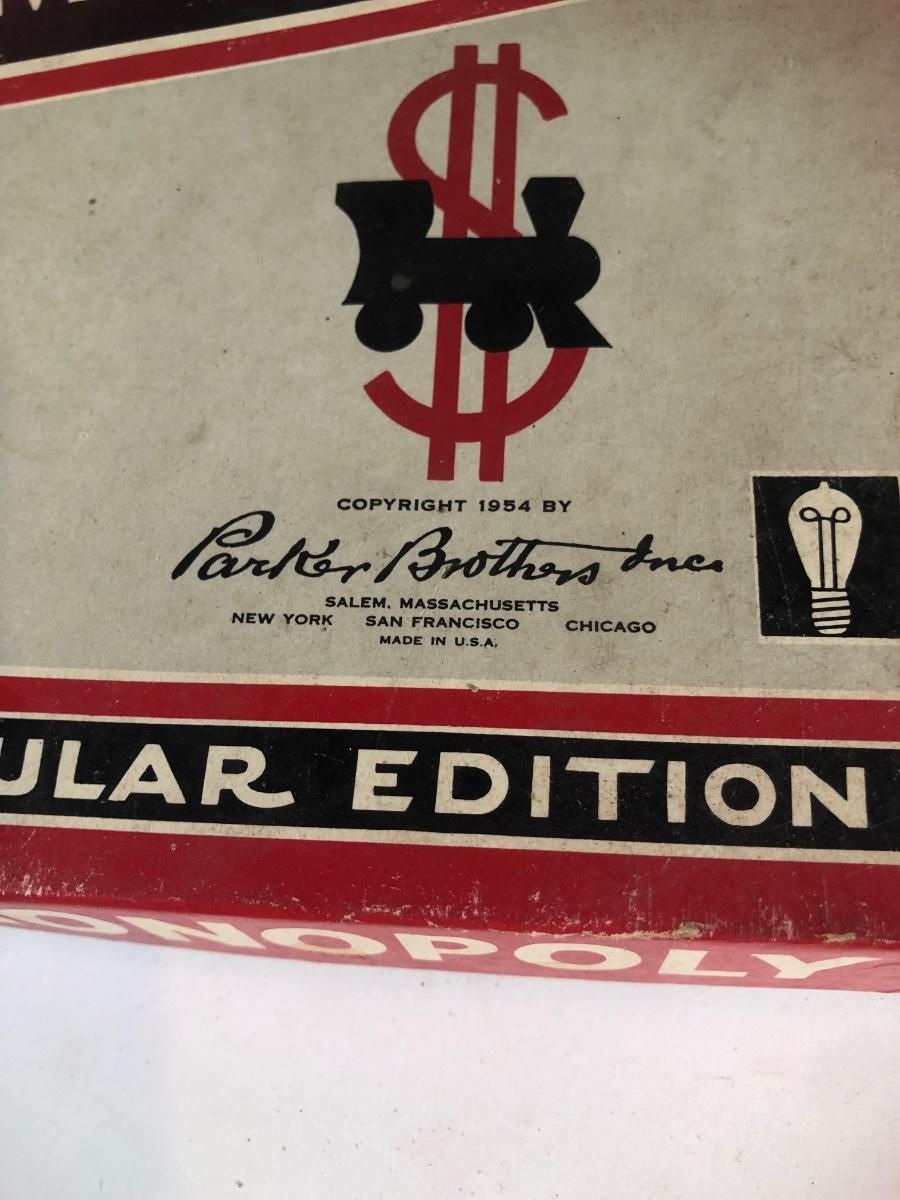 COPYRIGHT 1954 BY
Parker Brothers Inc.
SALEM, MASSACHUSETTS
NEW YORK SAN FRANCISCO CHICAGO
MADE IN U.S.A.
ULAR EDITION
ONOPOLY